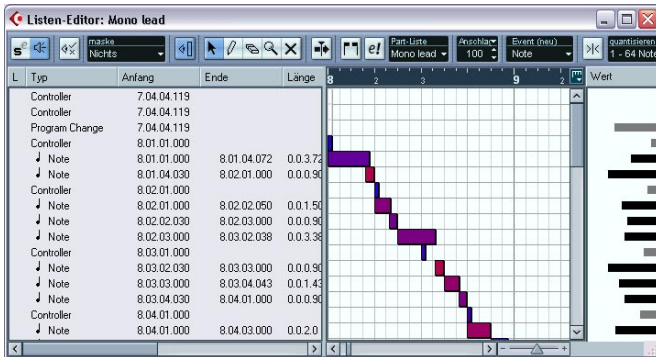 Listen-Editor: Mono lead
maske
Nichts
Part-Liste
Mono lead
Anschlag
100
Event (neu)
Note
quantisieren
1 - 64 Note
L Typ Anfang Ende Länge 8 2 3 9 2 Wert
Controller 7.04.04.119
Controller 7.04.04.119
Program Change 7.04.04.119
Controller 8.01.01.000
Note 8.01.01.000 8.01.04.072 0.0.3.72
Note 8.01.04.030 8.02.01.000 0.0.0.90
Controller 8.02.01.000
Note 8.02.01.000 8.02.02.050 0.0.1.50
Note 8.02.02.030 8.02.03.000 0.0.0.90
Note 8.02.03.000 8.03.02.038 0.0.3.38
Controller 8.03.01.000
Note 8.03.02.030 8.03.03.000 0.0.0.90
Note 8.03.03.000 8.03.04.043 0.0.1.43
Note 8.03.04.030 8.04.01.000 0.0.0.90
Controller 8.04.01.000
Note 8.04.01.000 8.04.03.000 0.0.2.0